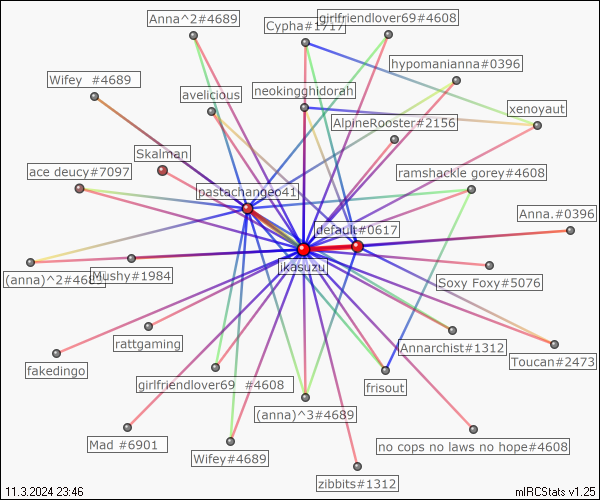 Anna^2#4689
Cypha#1717
girlfriendlover69#4608
hypomanianna#0396
Wifey  #4689
avelicious
neokingghidorah
xenoyaut
AlpineRooster#2156
Skalman
ace deucy#7097
pastachangeo41
ramshackle gorey#4608
Anna.#0396
default#0617
(anna)^2#4689
Mushy#1984
ikasuzu
Soxy Foxy#5076
rattgaming
Annarchist#1312
Toucan#2473
fakedingo
girlfriendlover69  #4608
frisout
(anna)^3#4689
Mad #6901
Wifey#4689
no cops no laws no hope#4608
zibbits#1312
11.3.2024 23:46
mIRCStats v1.25